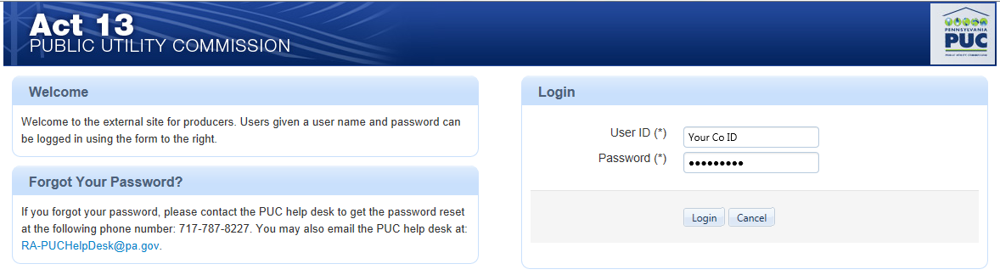 Act 13
PUBLIC UTILITY COMMISSION
PENNSYLVANIA
PUC
PUBLIC UTILITY COMMISSION
Welcome
Welcome to the external site for producers. Users given a user name and password can
be logged in using the form to the right.
Forgot Your Password?
If you forgot your password, please contact the PUC help desk to get the password reset
at the following phone number: 717-787-8227. You may also email the PUC help desk at:
RA-PUCHelpDesk@pa.gov.
Login
User ID (*) Your Co ID
Password (*) •••••••••
Login Cancel